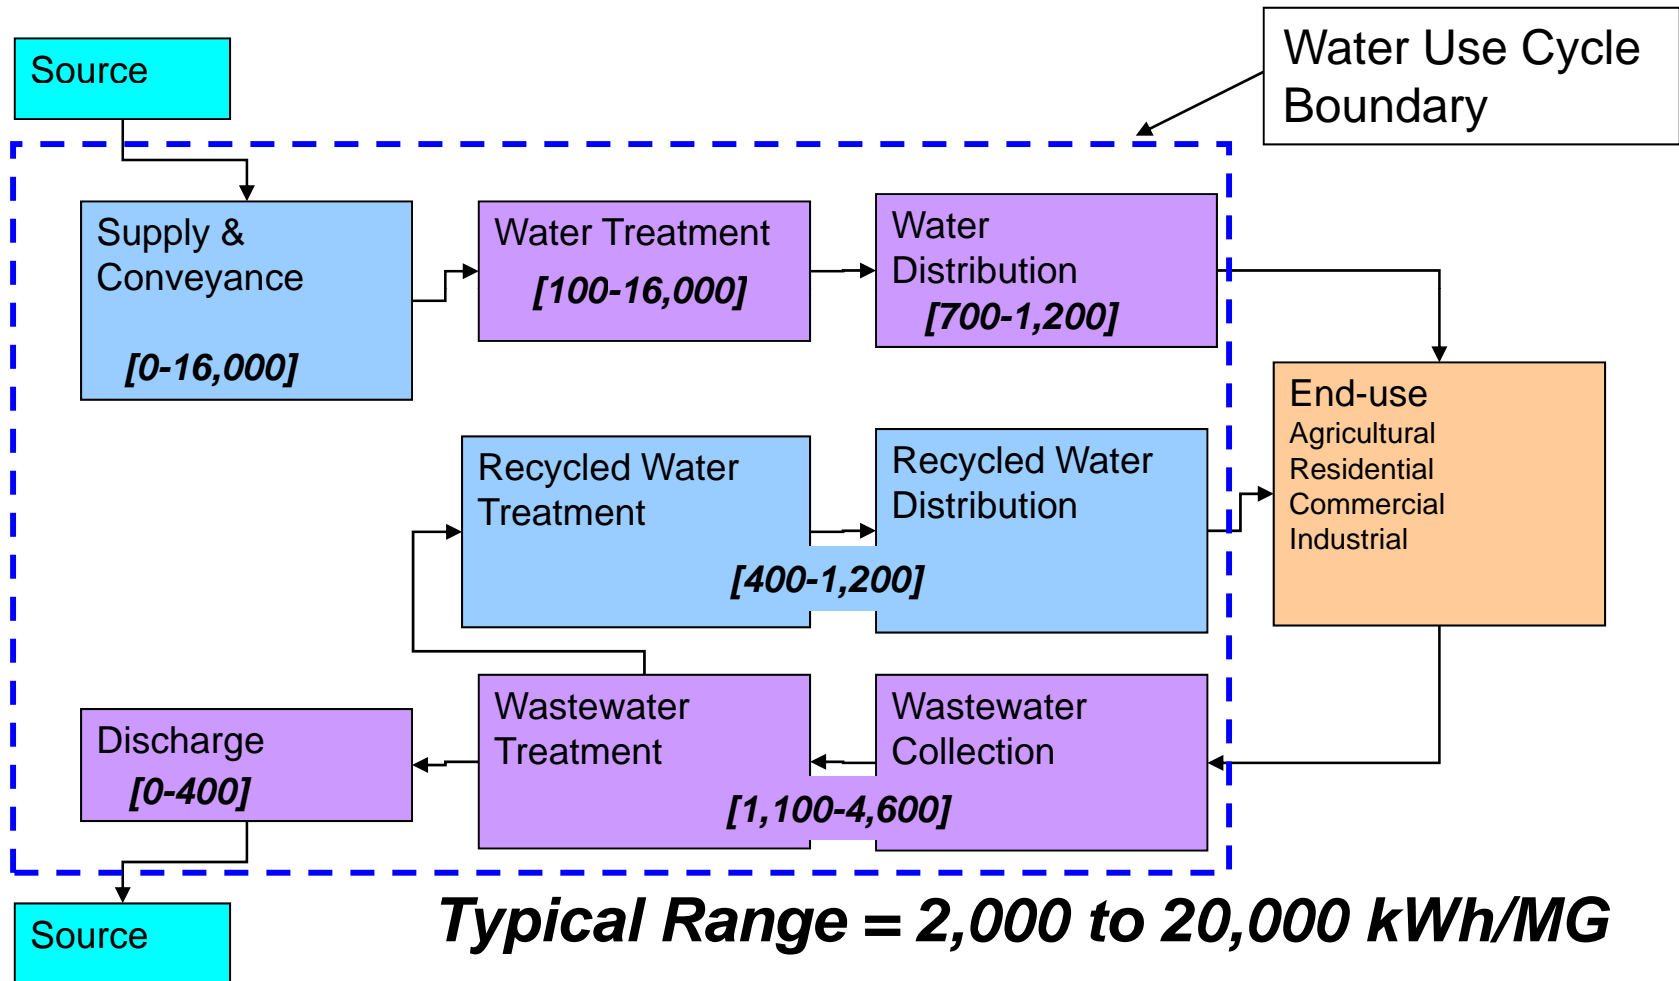 Source
Water Use Cycle
Boundary
Supply &
Conveyance
[0-16,000]
Water Treatment
[100-16,000]
Water
Distribution
[700-1,200]
End-use
Agricultural
Residential
Commercial
Industrial
Recycled Water
Treatment
Recycled Water
Distribution
[400-1,200]
Discharge
[0-400]
Wastewater
Treatment
Wastewater
Collection
[1,100-4,600]
Source
Typical Range = 2,000 to 20,000 kWh/MG